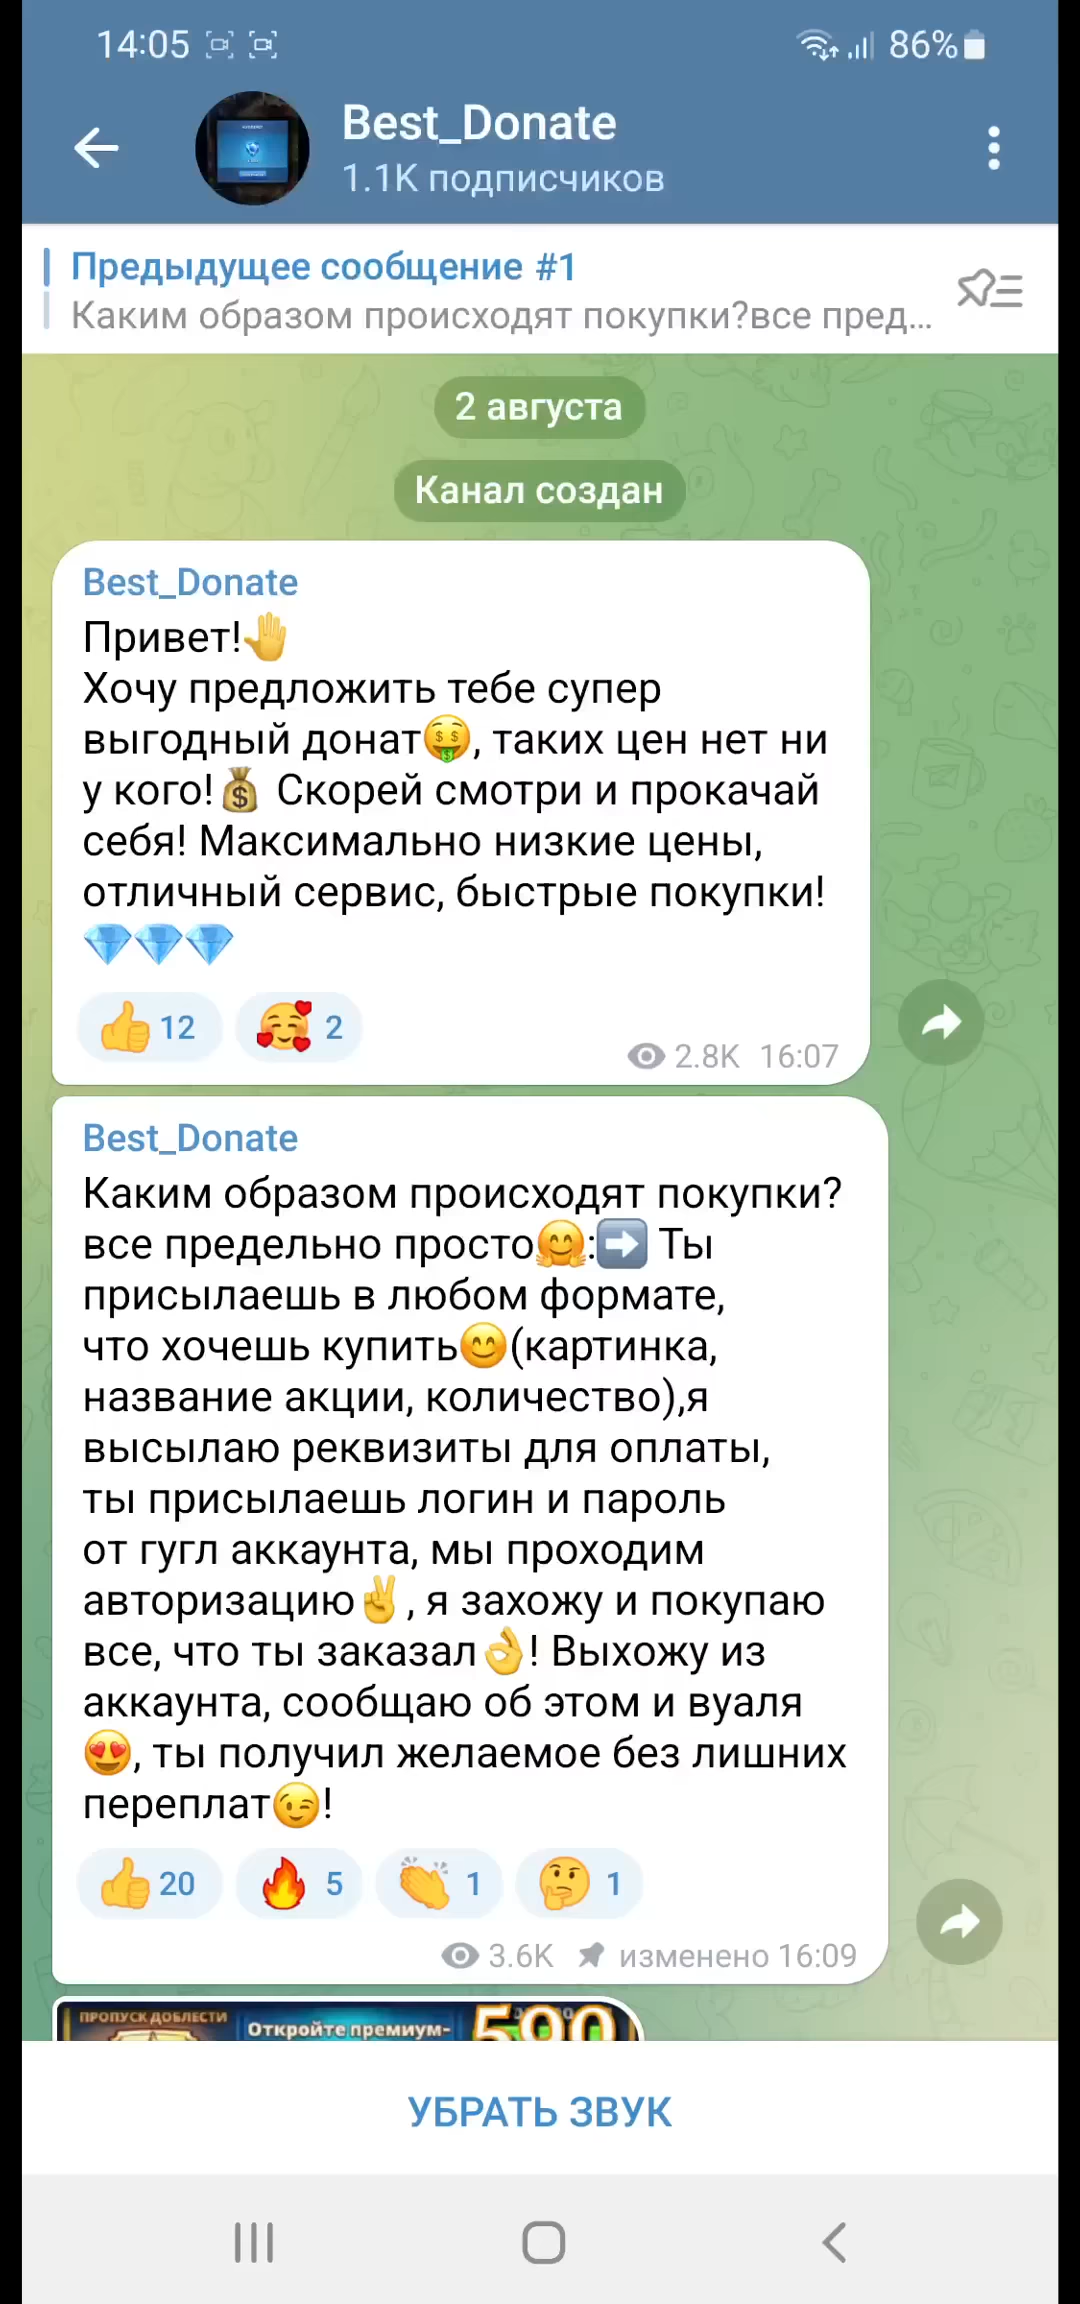 14:05
86%
Best_Donate
1.1K подписчиков
Предыдущее сообщение #1
Каким образом происходят покупки?все пред...
2 августа
Канал создан
Best_Donate
Привет!🤚
Хочу предложить тебе супер
выгодный донат🤑, таких цен нет ни
у кого!💰 Скорей смотри и прокачай
себя! Максимально низкие цены,
отличный сервис, быстрые покупки!
💎💎💎
👍 12 🥰 2
2.8K 16:07
Best_Donate
Каким образом происходят покупки?
все предельно просто🤗:➡️ Ты
присылаешь в любом формате,
что хочешь купить😊(картинка,
название акции, количество),я
высылаю реквизиты для оплаты,
ты присылаешь логин и пароль
от гугл аккаунта, мы проходим
авторизацию✌️, я захожу и покупаю
все, что ты заказал👌! Выхожу из
аккаунта, сообщаю об этом и вуаля
😍, ты получил желаемое без лишних
переплат😉!
👍 20 🔥 5 👏 1 🤔 1
3.6K изменено 16:09
ПРОПУСК ДОБЛЕСТИ
Откройте премиум-
590
УБРАТЬ ЗВУК